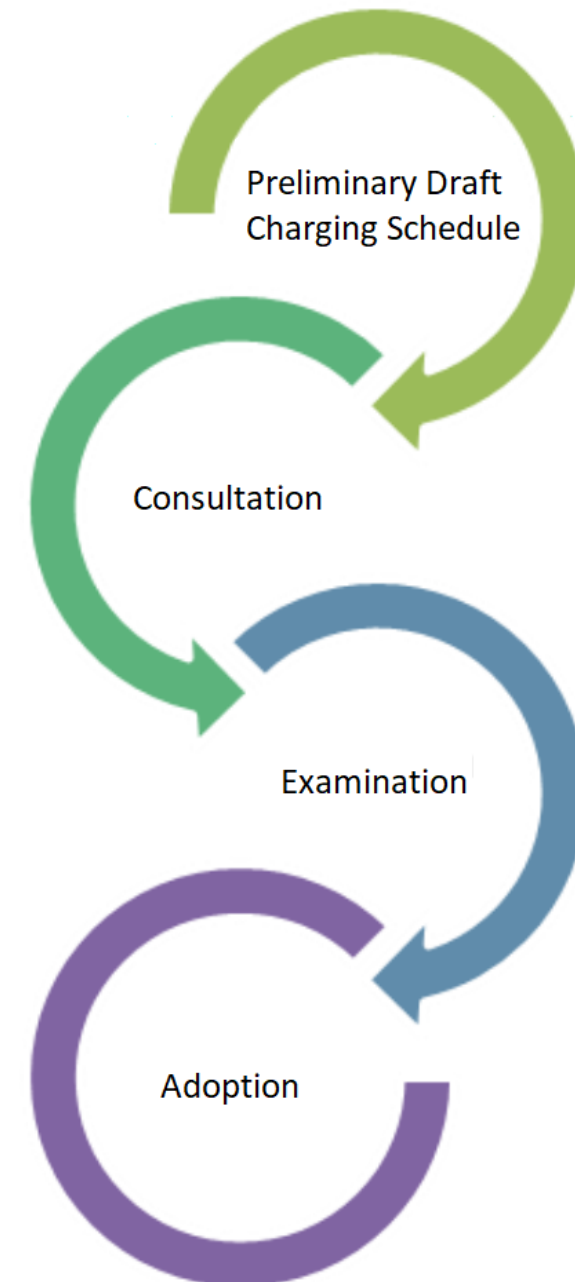 Preliminary Draft
Charging Schedule
Consultation
Examination
Adoption